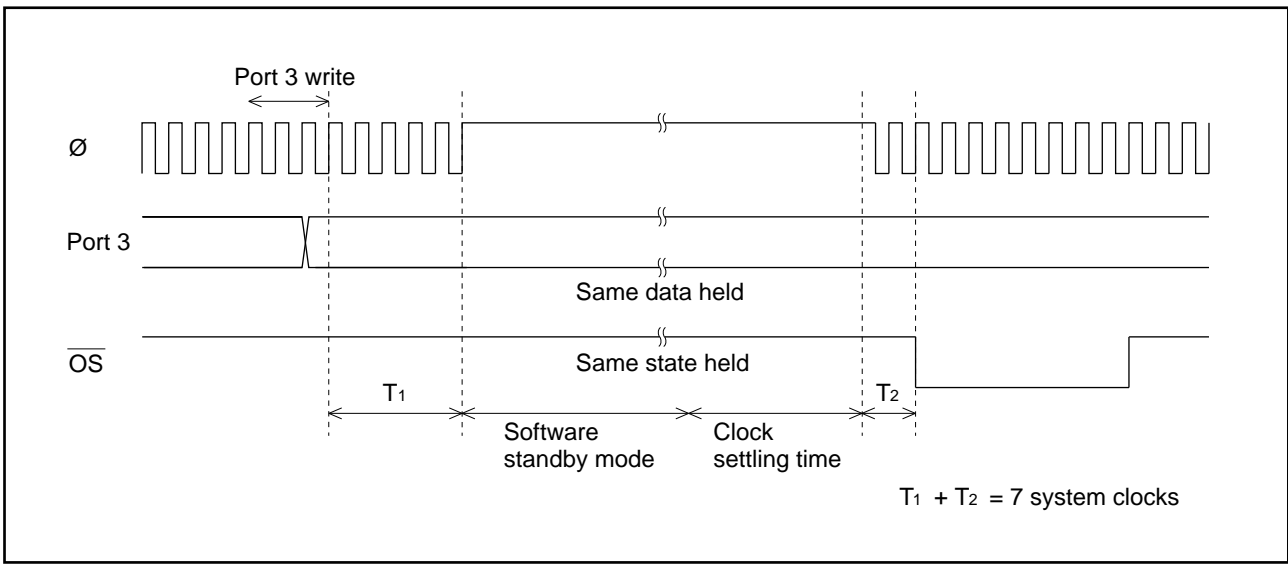 Port 3 write
Ø
Port 3
Same data held
OS
Same state held
T1
T2
Software
standby mode
Clock
settling time
T1 + T2 = 7 system clocks